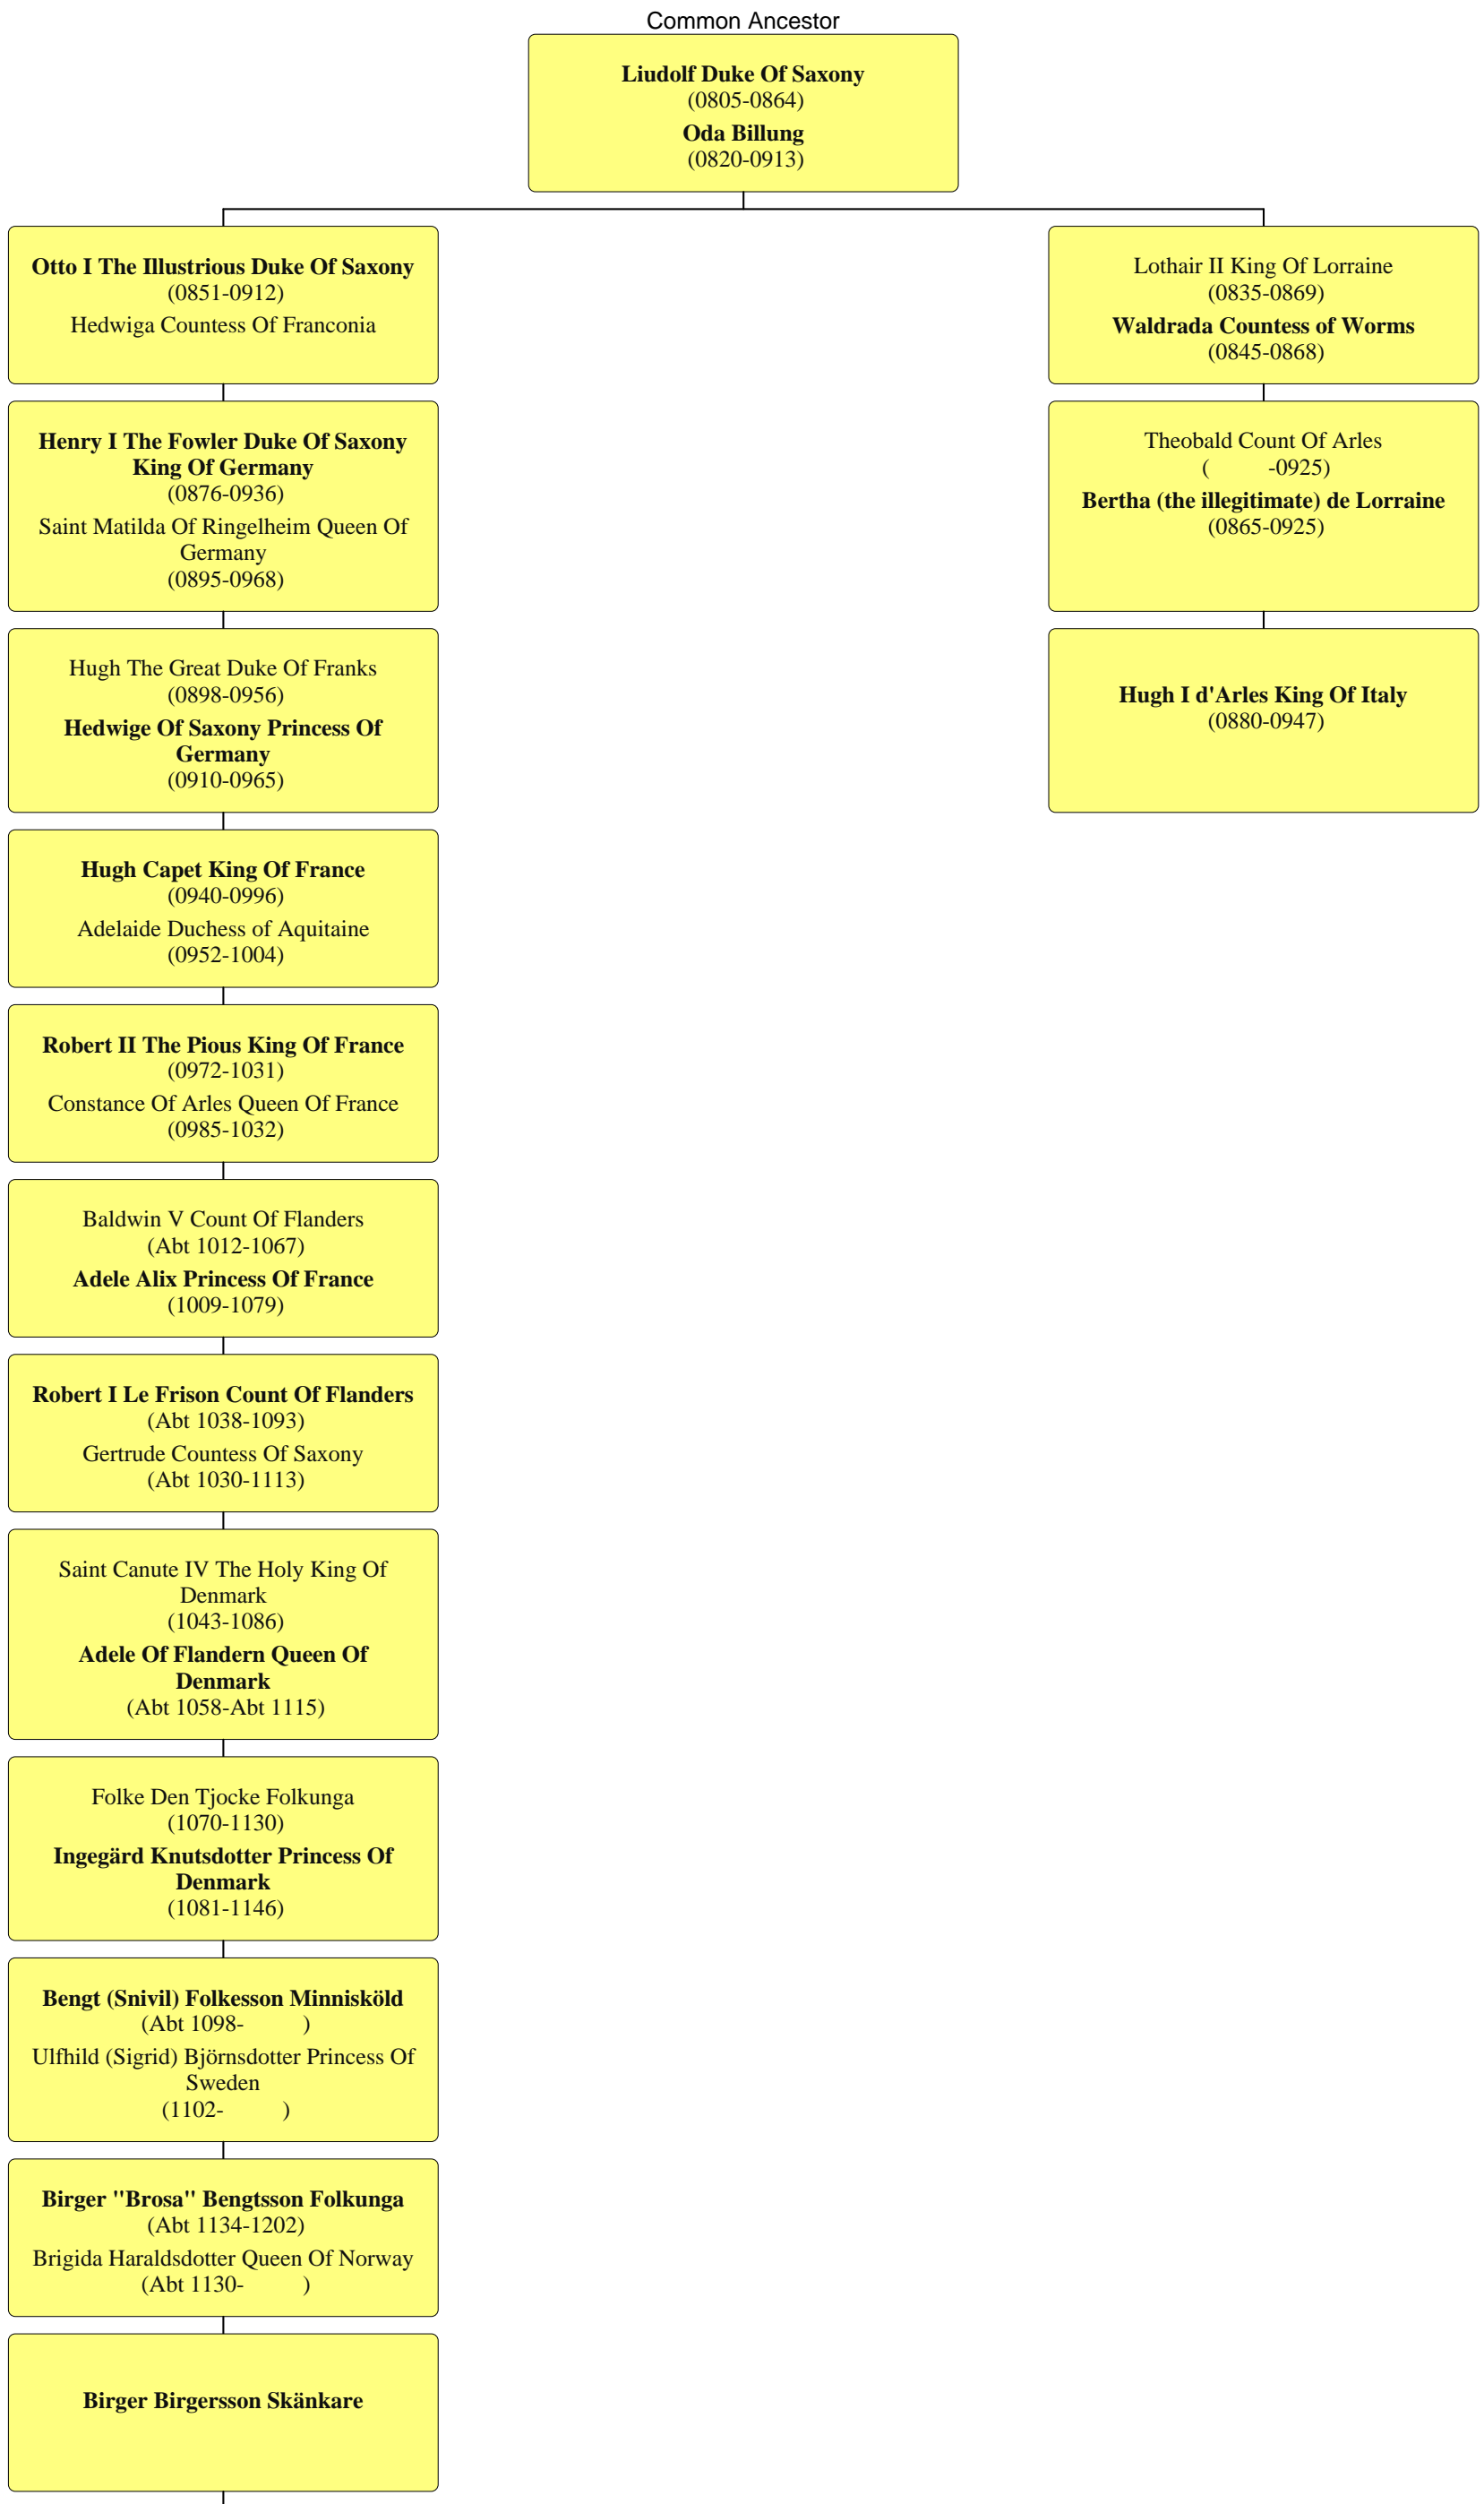 Common Ancestor
Liudolf Duke Of Saxony
(0805-0864)
Oda Billung
(0820-0913)
Otto I The Illustrious Duke Of Saxony
(0851-0912)
Hedwiga Countess Of Franconia
Lothair II King Of Lorraine
(0835-0869)
Waldrada Countess of Worms
(0845-0868)
Henry I The Fowler Duke Of Saxony
King Of Germany
(0876-0936)
Saint Matilda Of Ringelheim Queen Of
Germany
(0895-0968)
Theobald Count Of Arles
( -0925)
Bertha (the illegitimate) de Lorraine
(0865-0925)
Hugh The Great Duke Of Franks
(0898-0956)
Hedwige Of Saxony Princess Of
Germany
(0910-0965)
Hugh I d'Arles King Of Italy
(0880-0947)
Hugh Capet King Of France
(0940-0996)
Adelaide Duchess of Aquitaine
(0952-1004)
Robert II The Pious King Of France
(0972-1031)
Constance Of Arles Queen Of France
(0985-1032)
Baldwin V Count Of Flanders
(Abt 1012-1067)
Adele Alix Princess Of France
(1009-1079)
Robert I Le Frison Count Of Flanders
(Abt 1038-1093)
Gertrude Countess Of Saxony
(Abt 1030-1113)
Saint Canute IV The Holy King Of
Denmark
(1043-1086)
Adele Of Flandern Queen Of
Denmark
(Abt 1058-Abt 1115)
Folke Den Tjocke Folkunga
(1070-1130)
Ingegärd Knutsdotter Princess Of
Denmark
(1081-1146)
Bengt (Snivil) Folkesson Minnisköld
(Abt 1098- )
Ulfhild (Sigrid) Björnsdotter Princess Of
Sweden
(1102- )
Birger "Brosa" Bengtsson Folkunga
(Abt 1134-1202)
Brigida Haraldsdotter Queen Of Norway
(Abt 1130- )
Birger Birgersson Skänkare